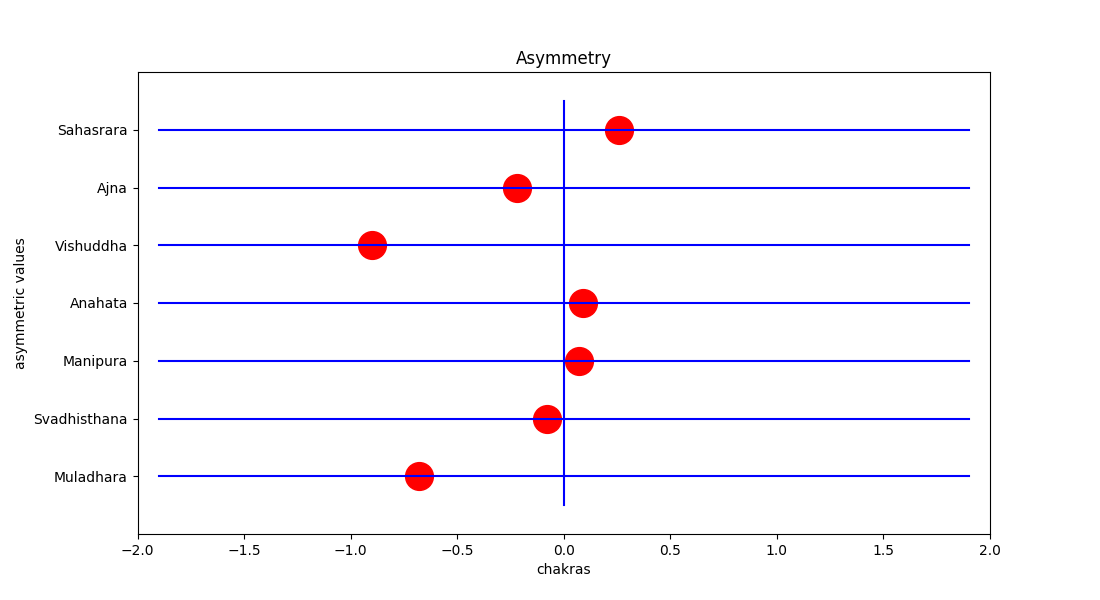 Asymmetry
asymmetric values
Sahasrara
Ajna
Vishuddha
Anahata
Manipura
Svadhisthana
Muladhara
−2.0 −1.5 −1.0 −0.5 0.0 0.5 1.0 1.5 2.0
chakras